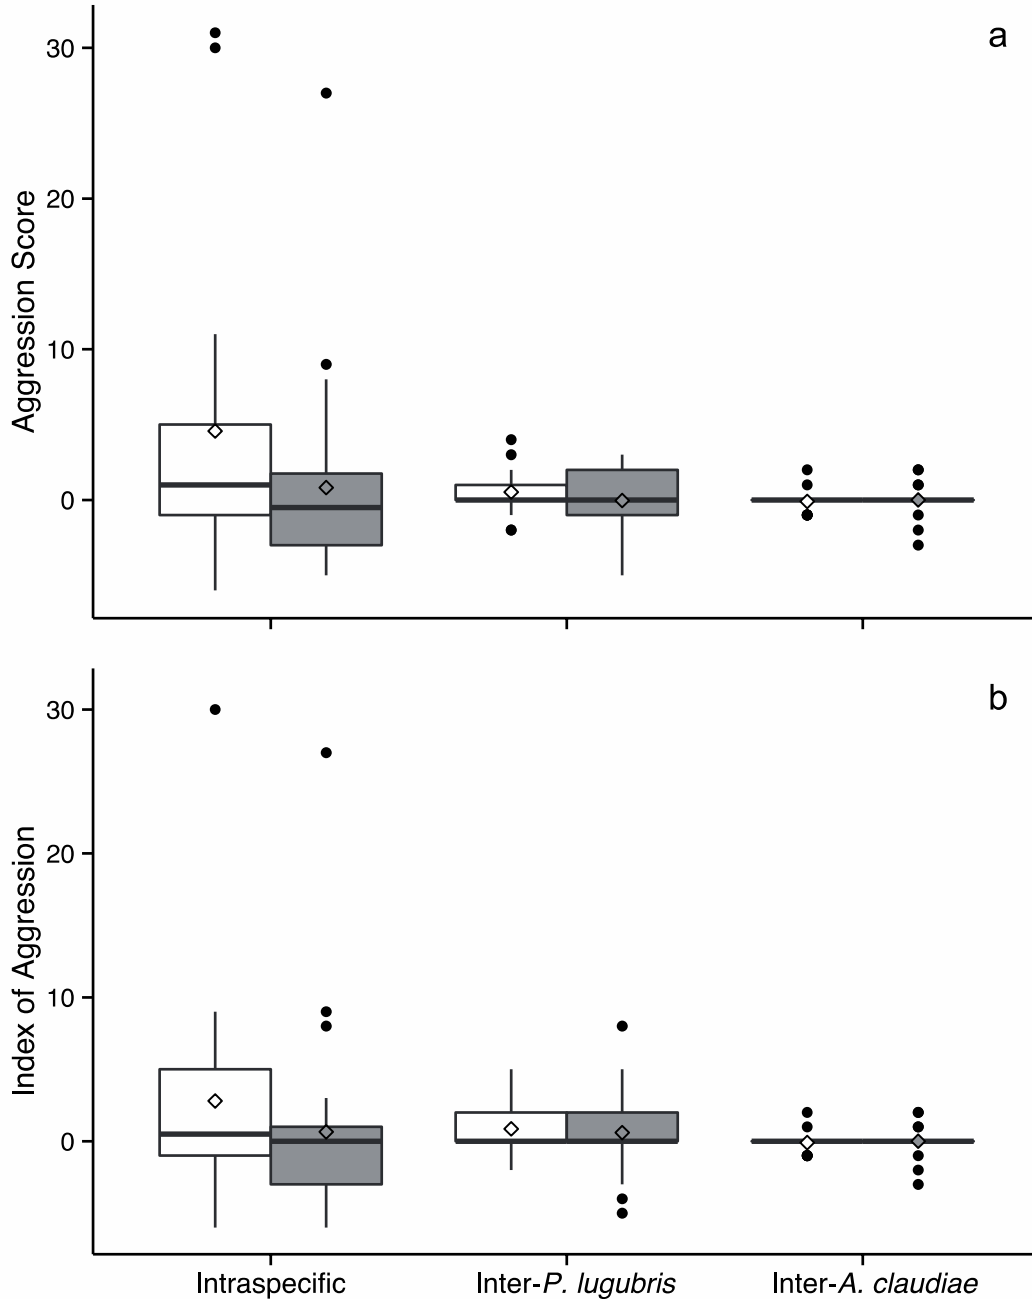 a
30
20
10
0
Aggression Score
b
30
20
10
0
Index of Aggression
Intraspecific Inter-P. lugubris Inter-A. claudiae